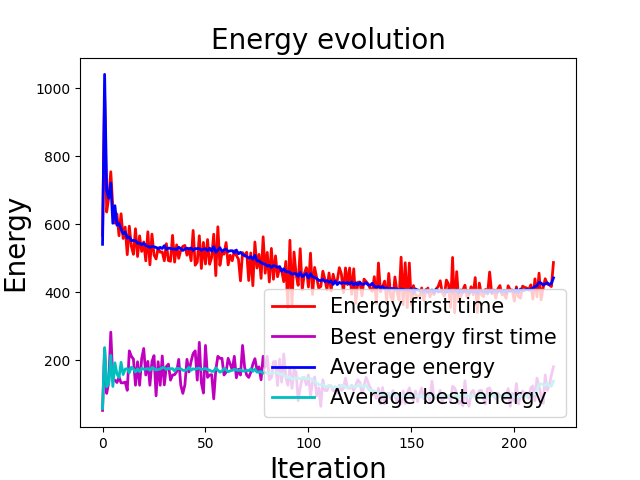 Energy evolution
1000
800
600
400
200
Energy
0
50
100
150
200
Iteration
Energy first time
Best energy first time
Average energy
Average best energy